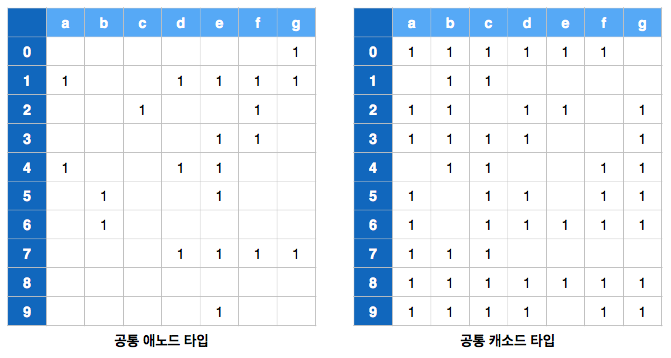 a b c d e f g
0 1
1 1 1 1 1 1
2 1 1
3 1 1
4 1 1 1
5 1 1
6 1
7 1 1 1 1
8
9 1
공통 애노드 타입
a b c d e f g
0 1 1 1 1 1 1
1 1 1
2 1 1 1 1 1
3 1 1 1 1 1
4 1 1 1 1
5 1 1 1 1 1
6 1 1 1 1 1 1
7 1 1 1
8 1 1 1 1 1 1 1
9 1 1 1 1 1 1
공통 캐소드 타입